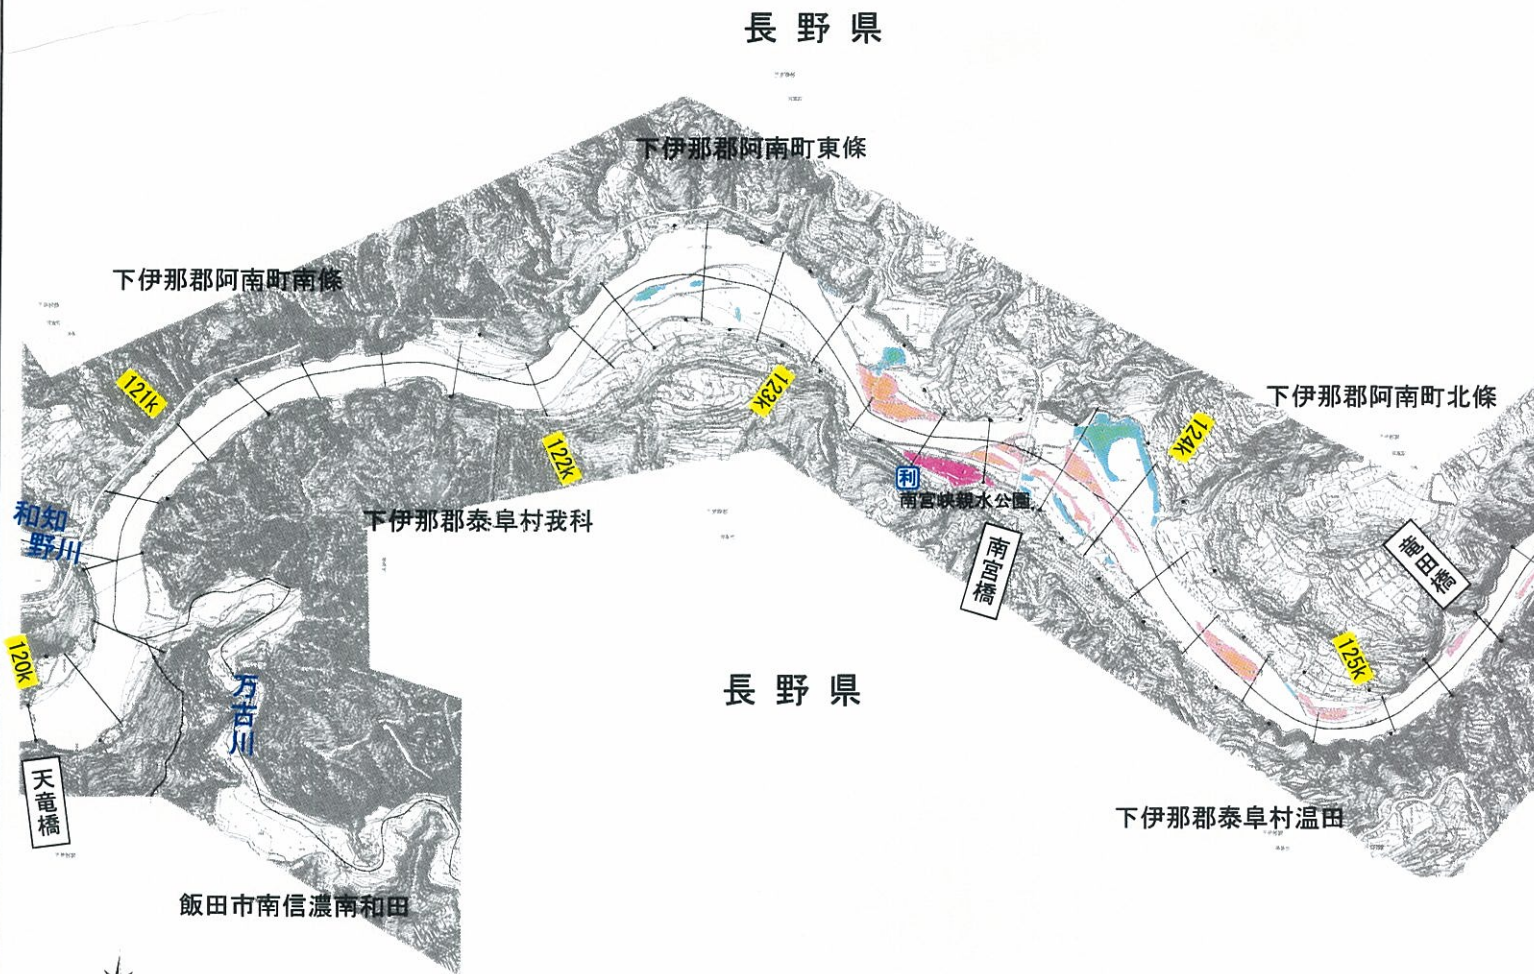 長野県
下伊那郡阿南町東條
下伊那郡阿南町南條
121k
123k
下伊那郡阿南町北條
124k
122k
利
南宮峡親水公園
和知
野川
下伊那郡泰阜村我科
南宮橋
竜田橋
120k
125k
万古川
長野県
天竜橋
下伊那郡泰阜村温田
飯田市南信濃南和田